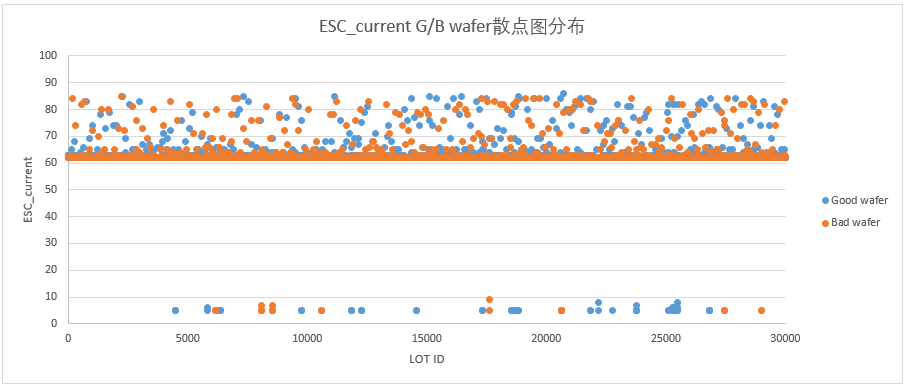 ESC_current G/B wafer散点图分布
100
90
80
70
60
50
40
30
20
10
0
ESC_current
0 5000 10000 15000 20000 25000 30000
LOT ID
Good wafer
Bad wafer